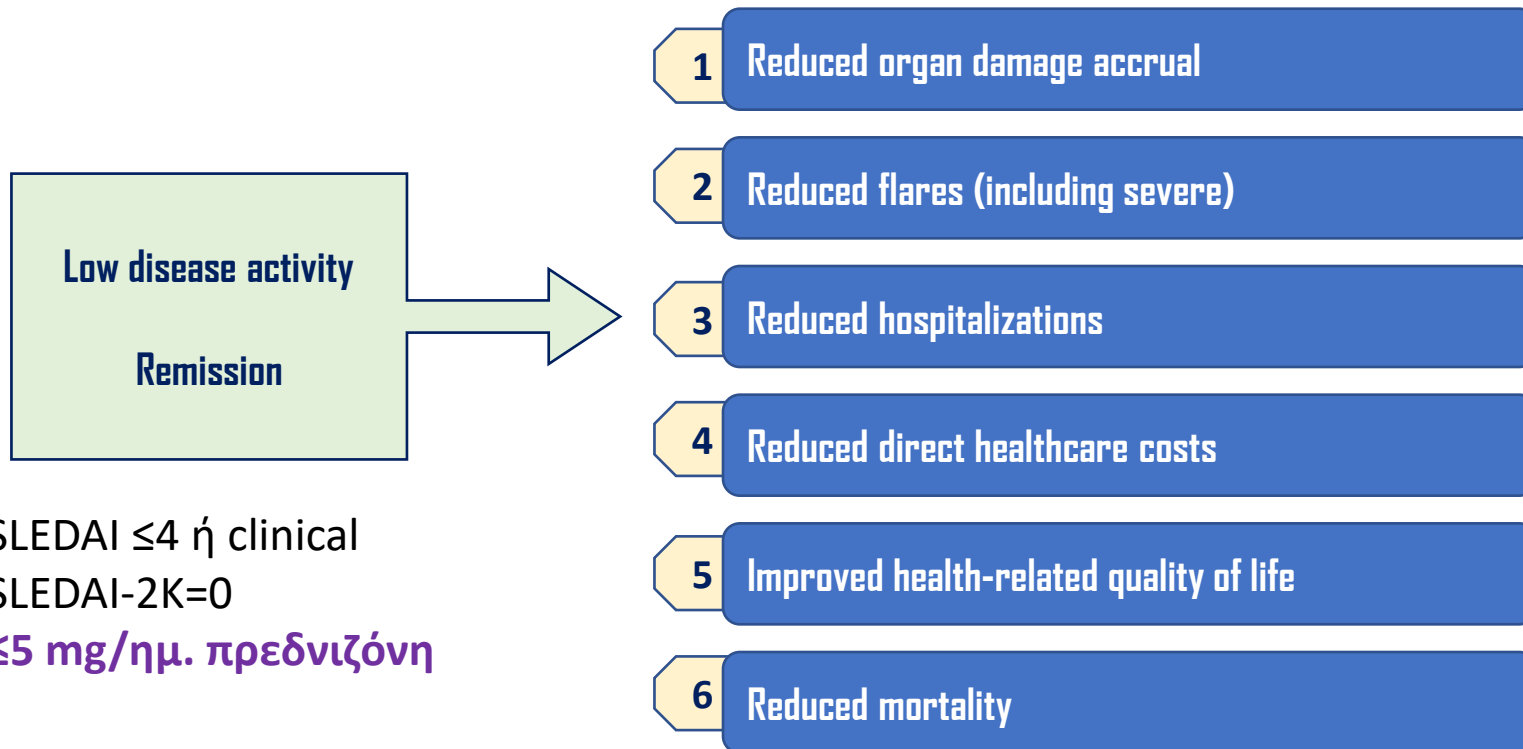 Low disease activity
Remission
SLEDAI ≤4 ή clinical
SLEDAI-2K=0
≤5 mg/ημ. πρεδνιζόνη
1 Reduced organ damage accrual
2 Reduced flares (including severe)
3 Reduced hospitalizations
4 Reduced direct healthcare costs
5 Improved health-related quality of life
6 Reduced mortality